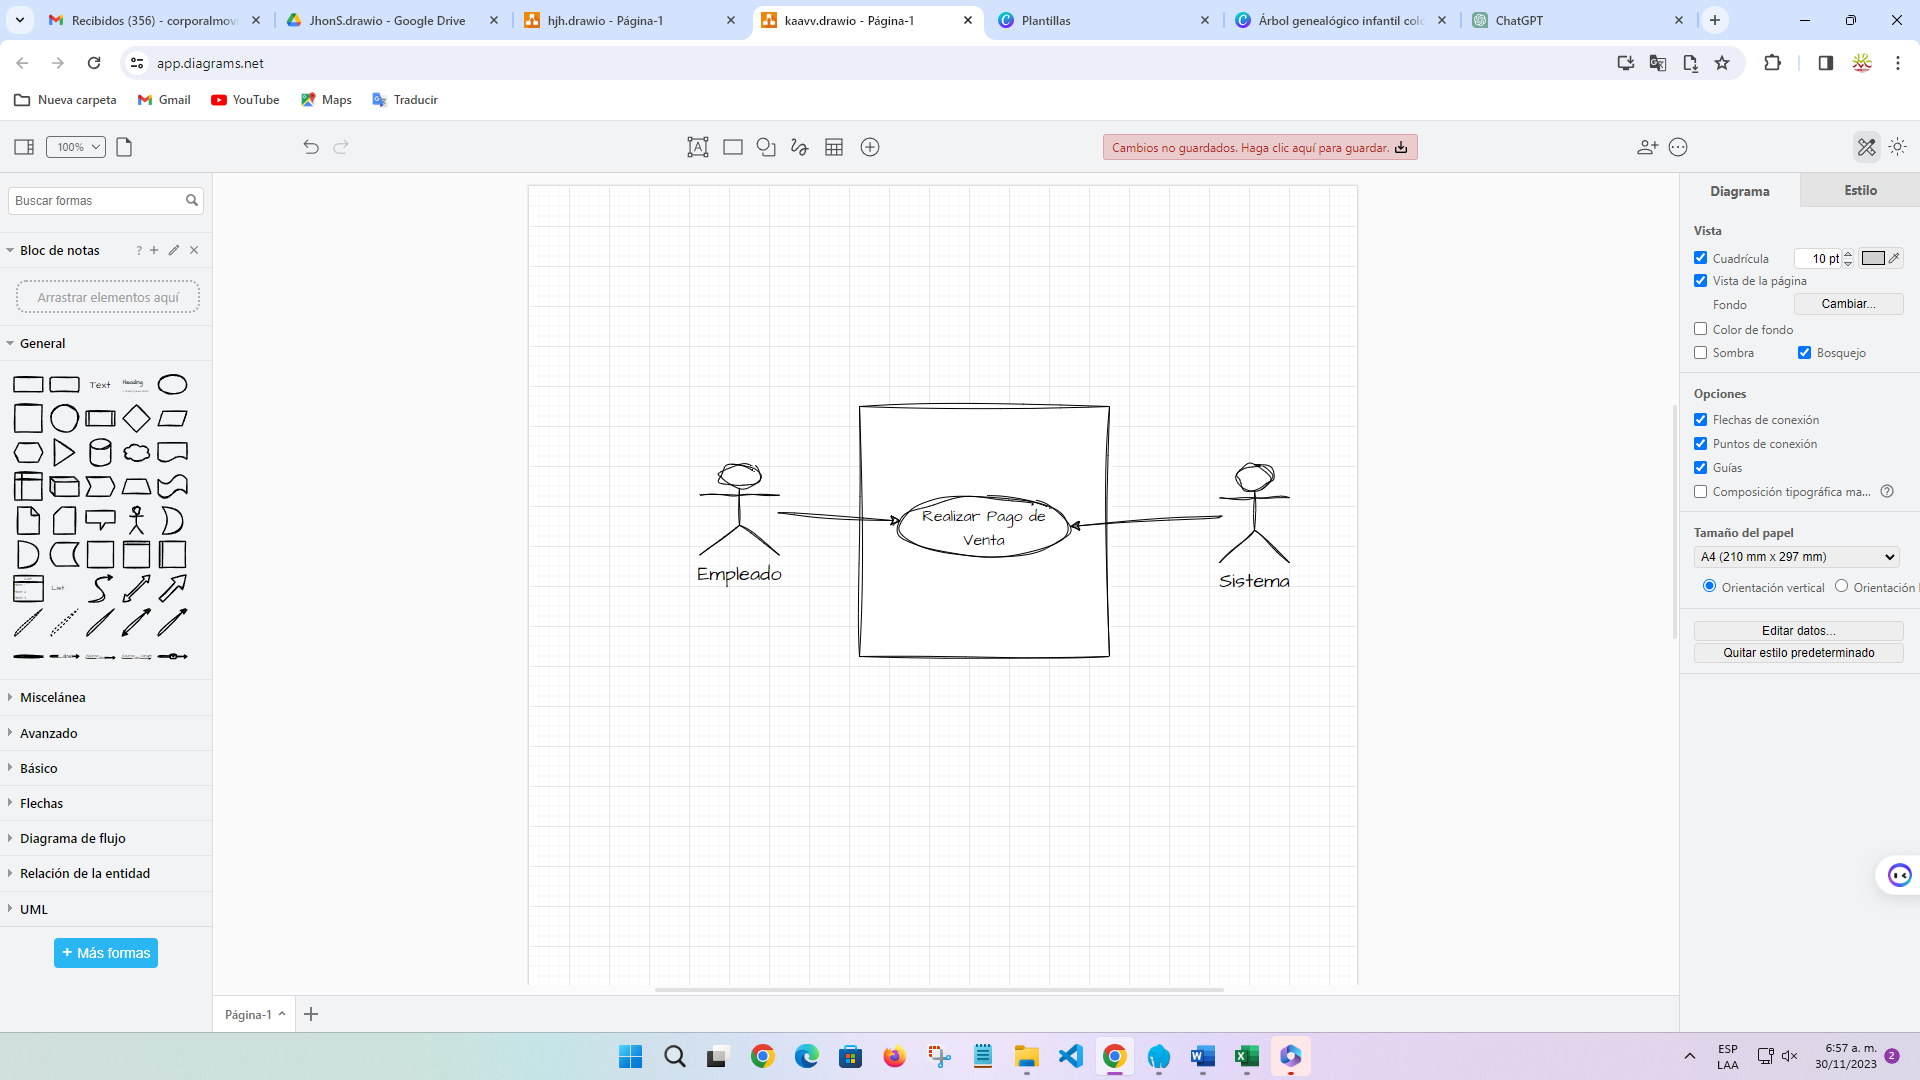 Recibidos (356) - corporalmov
JhonS.drawio - Google Drive
hjh.drawio - Página-1
kaavv.drawio - Página-1
Plantillas
Árbol genealógico infantil colo
ChatGPT
app.diagrams.net
Nueva carpeta
Gmail
YouTube
Maps
Traducir
100%
Cambios no guardados. Haga clic aquí para guardar.
Buscar formas
Bloc de notas
?
Arrastrar elementos aquí
General
Text
Heading
List
Miscelánea
Avanzado
Básico
Flechas
Diagrama de flujo
Relación de la entidad
UML
+ Más formas
Empleado
Realizar Pago de
Venta
Sistema
Diagrama
Estilo
Vista
Cuadrícula
10 pt
Vista de la página
Fondo
Cambiar...
Color de fondo
Sombra
Bosquejo
Opciones
Flechas de conexión
Puntos de conexión
Guías
Composición tipográfica ma...
Tamaño del papel
A4 (210 mm x 297 mm)
Orientación vertical
Orientación
Editar datos...
Quitar estilo predeterminado
Página-1
ESP
LAA
6:57 a. m.
30/11/2023
2